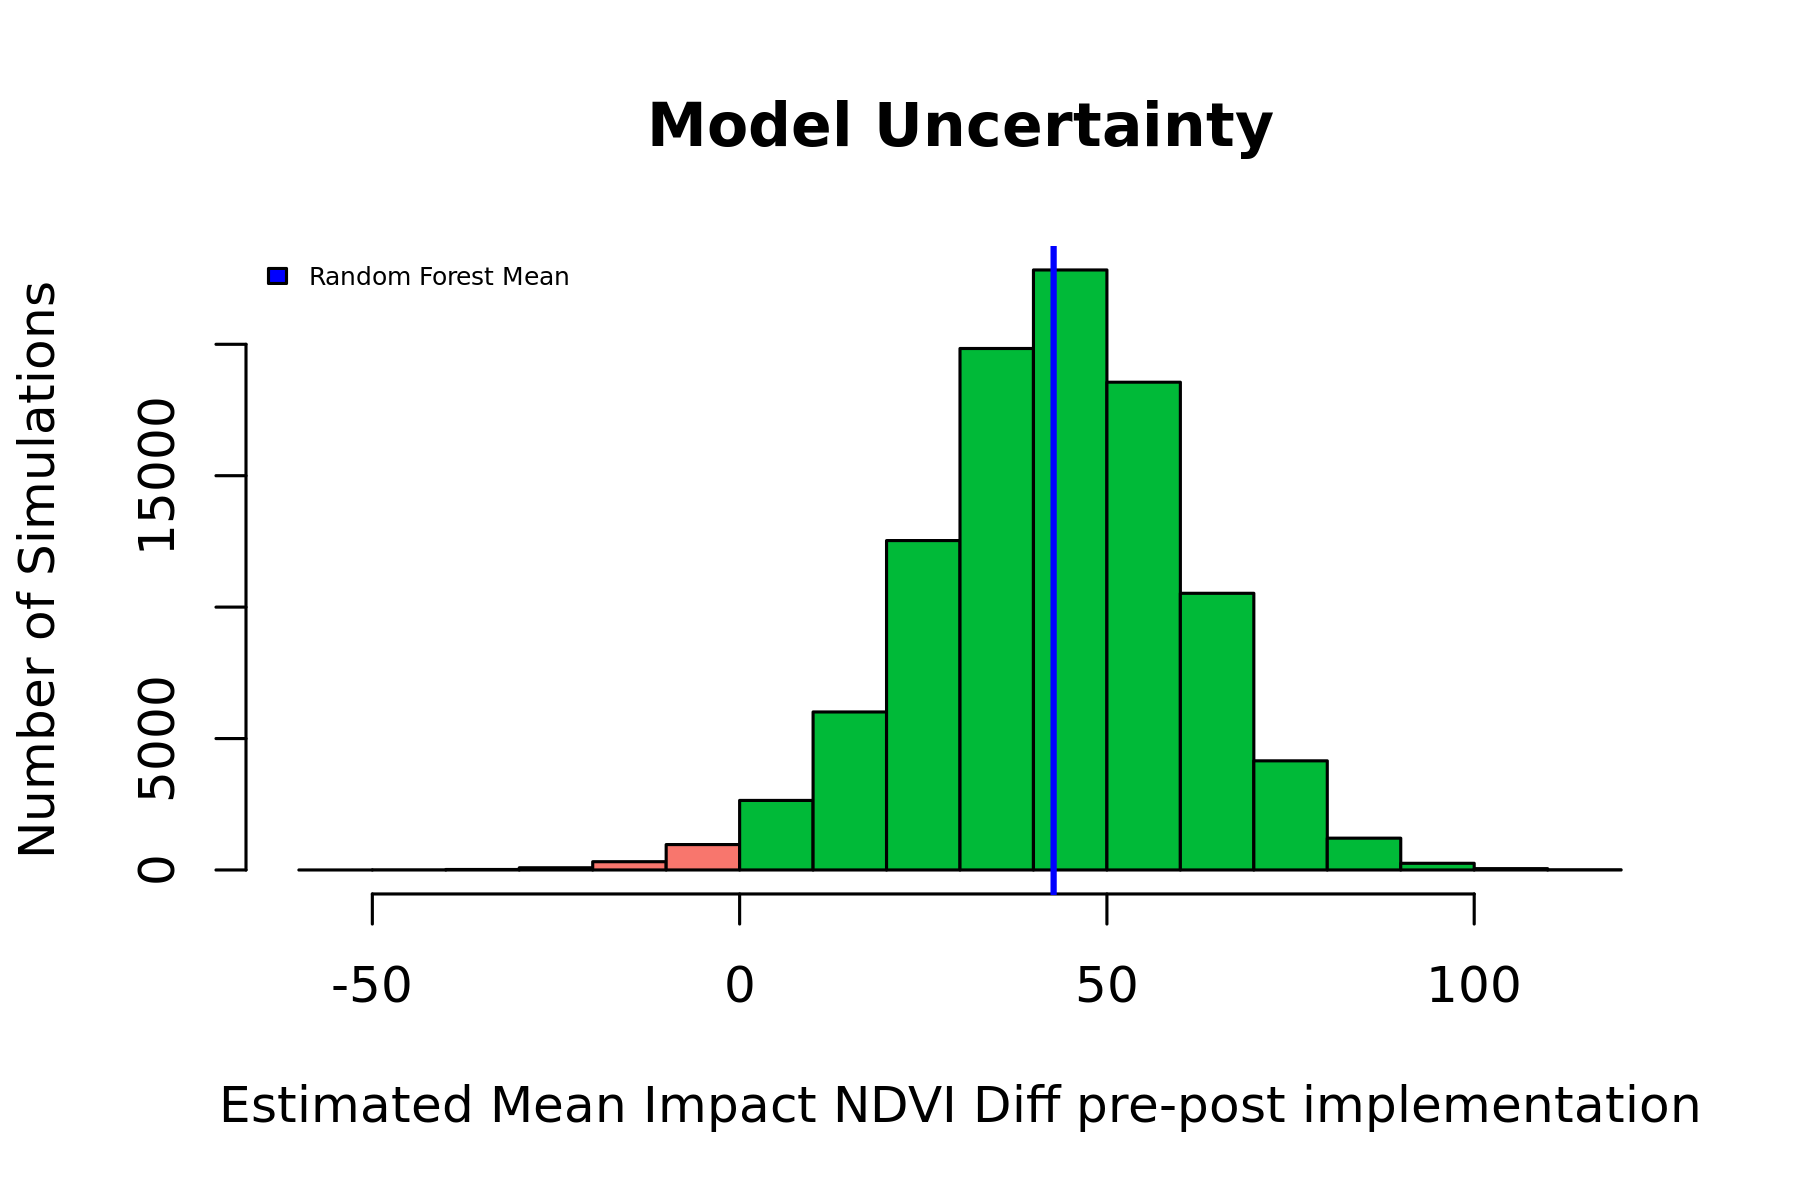 Model Uncertainty
Random Forest Mean
Number of Simulations
15000
5000
0
-50 0 50 100
Estimated Mean Impact NDVI Diff pre-post implementation